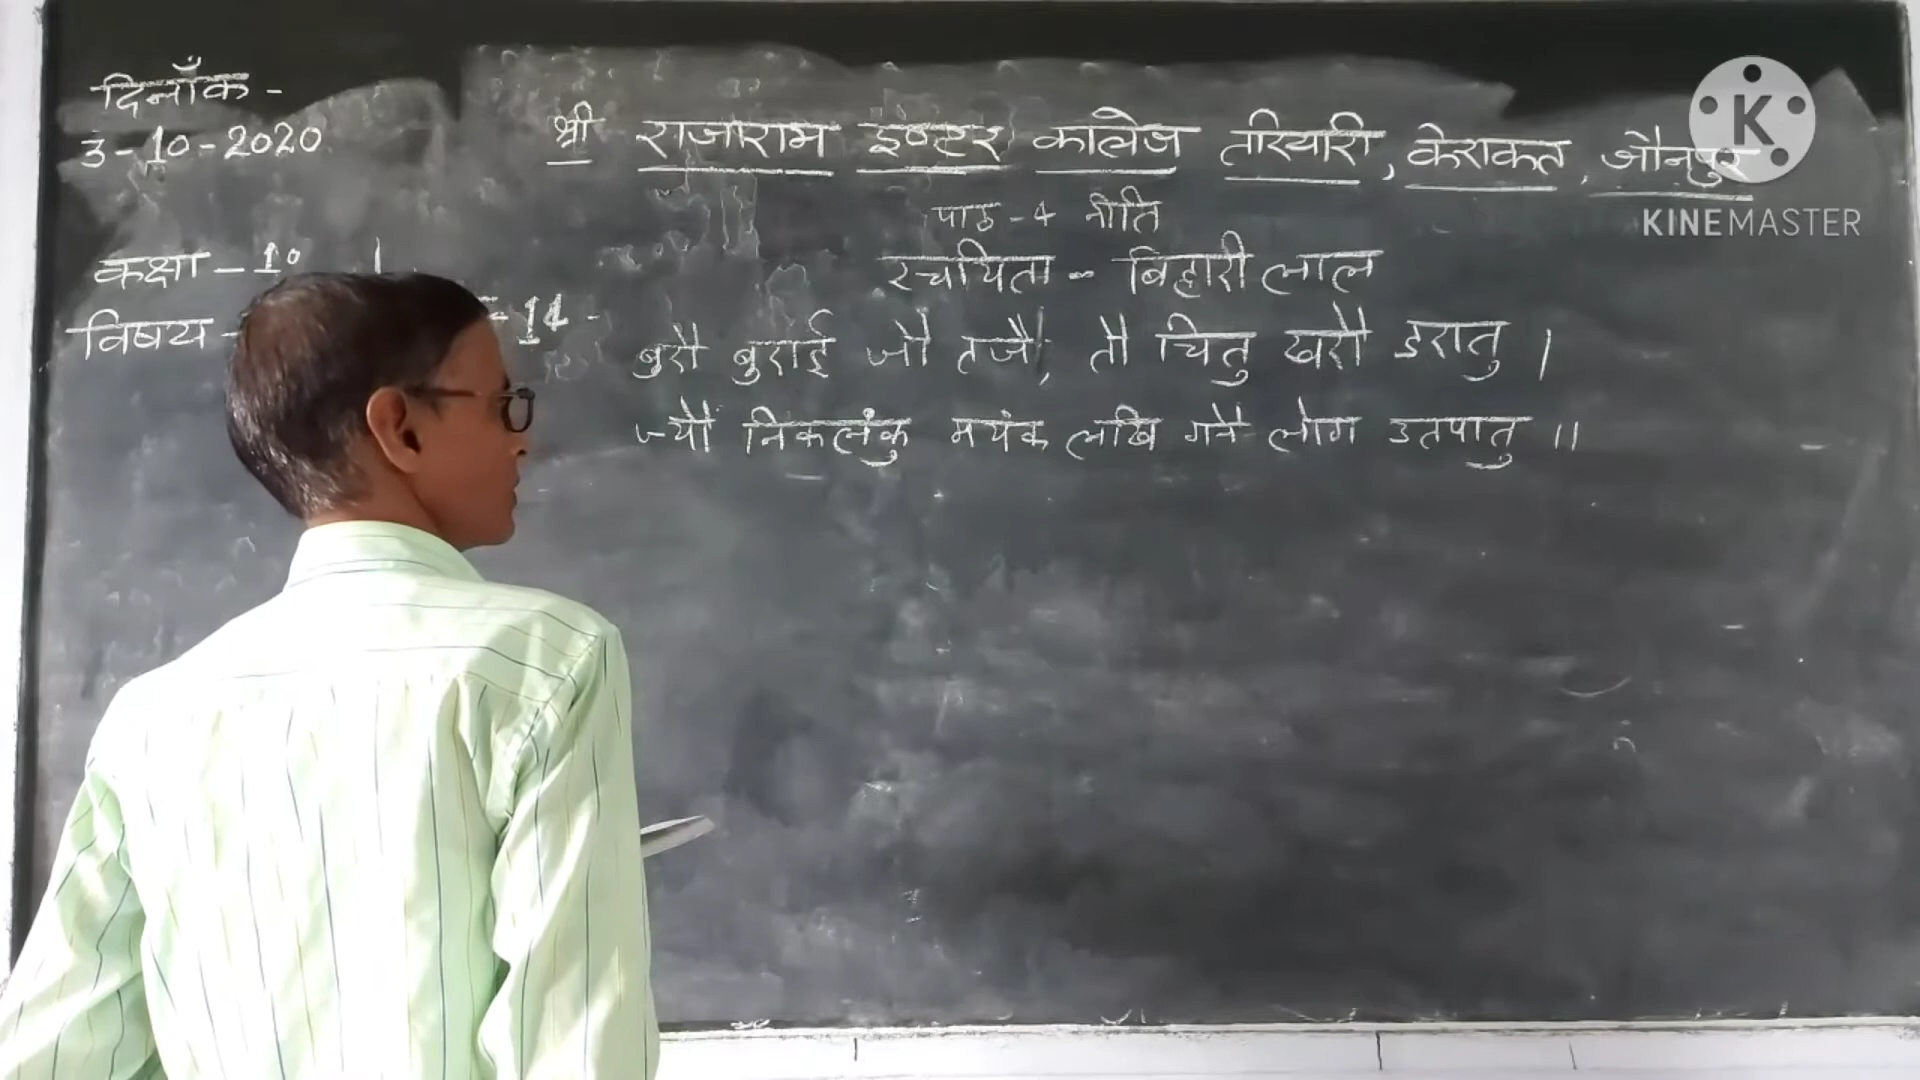 दिनाँक -
3-10-2020
श्री राजाराम इण्टर कालेज तरियारी, केराकत, जौनपुर
KINEMASTER
पाठ-4 नीति
कक्षा - 10
रचयिता - बिहारी लाल
विषय -
-14-
बुरौ बुराई जौ तजै, तौ चितु खरौ डरातु।
ज्यौं निकलंकु मयंक लखि गनै लोग उतपातु॥